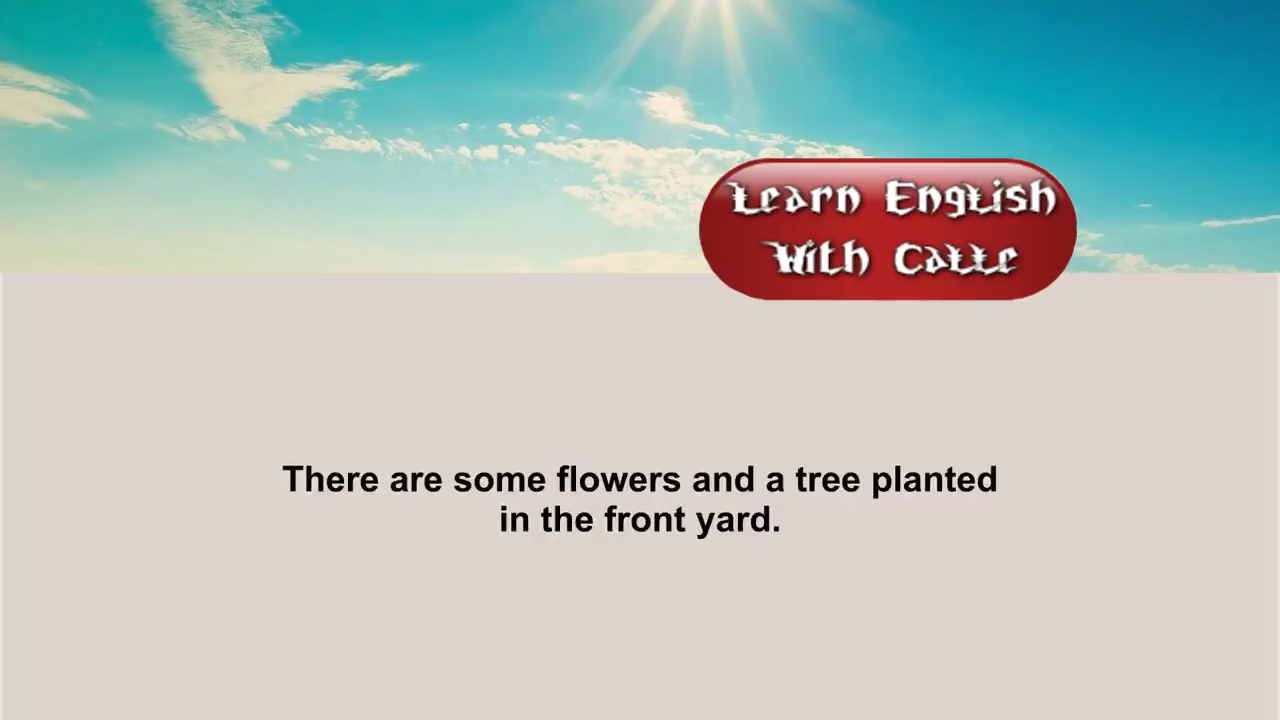 Learn English
With Calle
There are some flowers and a tree planted
in the front yard.